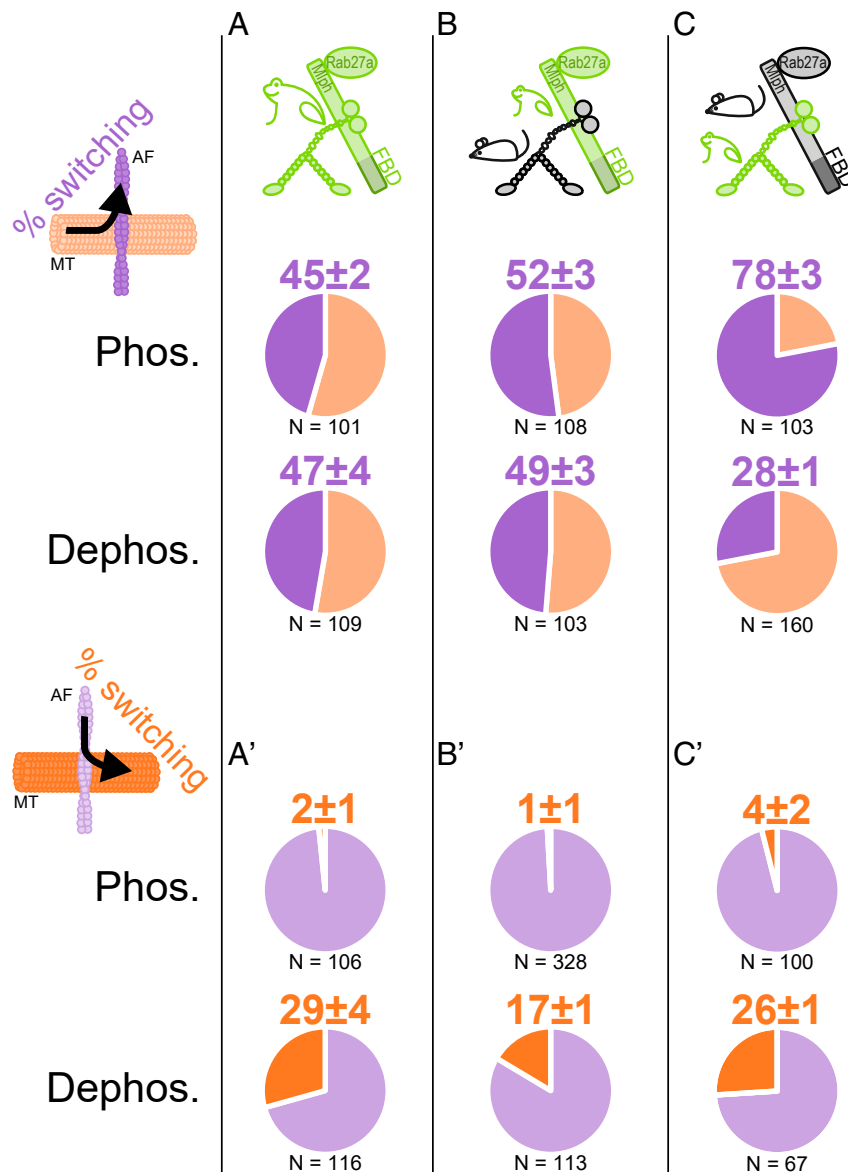 A
B
C
Rab27a
Mlph
FBD
Rab27a
Mlph
FBD
Rab27a
Mlph
FBD
% switching
AF
MT
45±2
52±3
78±3
Phos.
N = 101
N = 108
N = 103
47±4
49±3
28±1
Dephos.
N = 109
N = 103
N = 160
% switching
AF
MT
A'
B'
C'
2±1
1±1
4±2
Phos.
N = 106
N = 328
N = 100
29±4
17±1
26±1
Dephos.
N = 116
N = 113
N = 67